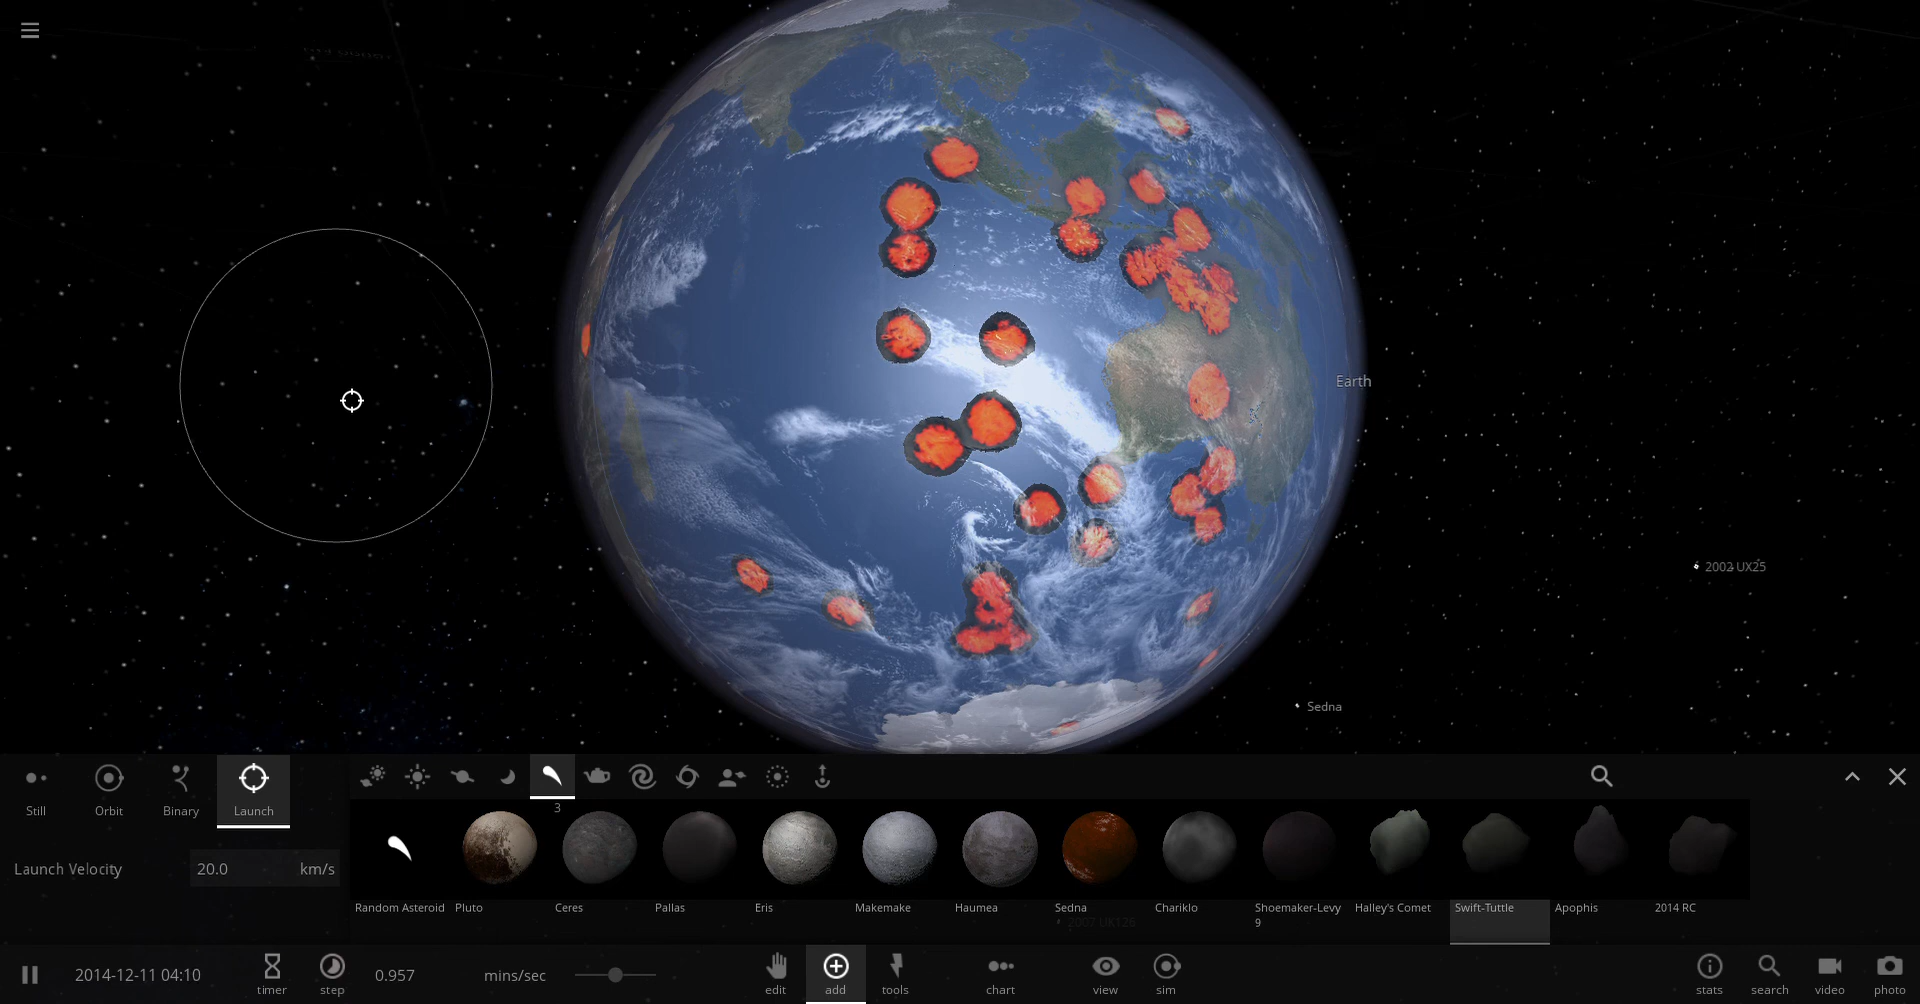 Earth
2002 UX25
Sedna
Still
Orbit
Binary
Launch
3
Launch Velocity 20.0 km/s
Random Asteroid
Pluto
Ceres
Pallas
Eris
Makemake
Haumea
Sedna
Chariklo
Shoemaker-Levy
9
Halley's Comet
Swift-Tuttle
Apophis
2014 RC
2014-12-11 04:10
timer
step
0.957 mins/sec
edit
add
tools
chart
view
sim
stats
search
video
photo